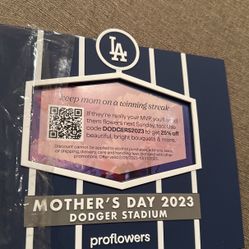 LA
keep mom on a winning streak
If they're really your MVP, you'll send
them flowers next Sunday, too! Use
code DODGERS2023 to get 25% off
beautiful, bright bouquets & more.
MOTHER'S DAY 2023
DODGER STADIUM
proflowers